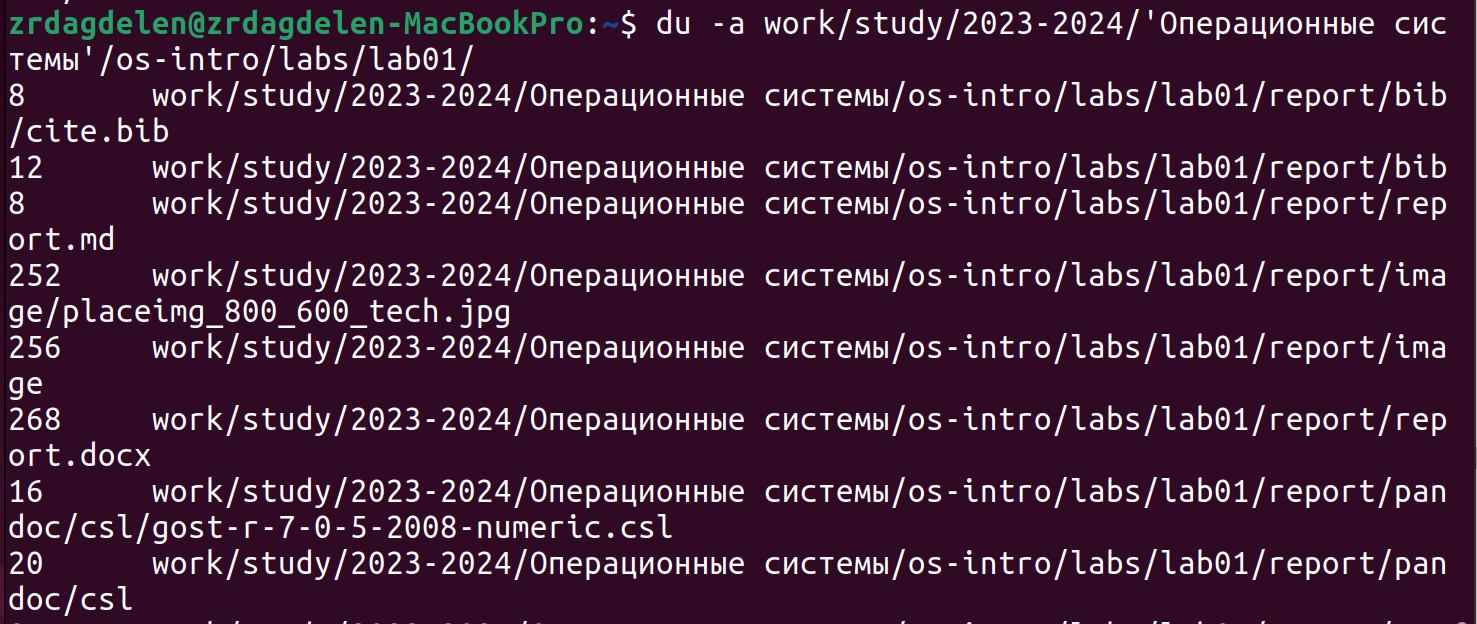 zrdagdelen@zrdagdelen-MacBookPro:~$ du -a work/study/2023-2024/'Операционные сис
темы'/os-intro/labs/lab01/
8       work/study/2023-2024/Операционные системы/os-intro/labs/lab01/report/bib
/cite.bib
12      work/study/2023-2024/Операционные системы/os-intro/labs/lab01/report/bib
8       work/study/2023-2024/Операционные системы/os-intro/labs/lab01/report/rep
ort.md
252     work/study/2023-2024/Операционные системы/os-intro/labs/lab01/report/ima
ge/placeimg_800_600_tech.jpg
256     work/study/2023-2024/Операционные системы/os-intro/labs/lab01/report/ima
ge
268     work/study/2023-2024/Операционные системы/os-intro/labs/lab01/report/rep
ort.docx
16      work/study/2023-2024/Операционные системы/os-intro/labs/lab01/report/pan
doc/csl/gost-r-7-0-5-2008-numeric.csl
20      work/study/2023-2024/Операционные системы/os-intro/labs/lab01/report/pan
doc/csl